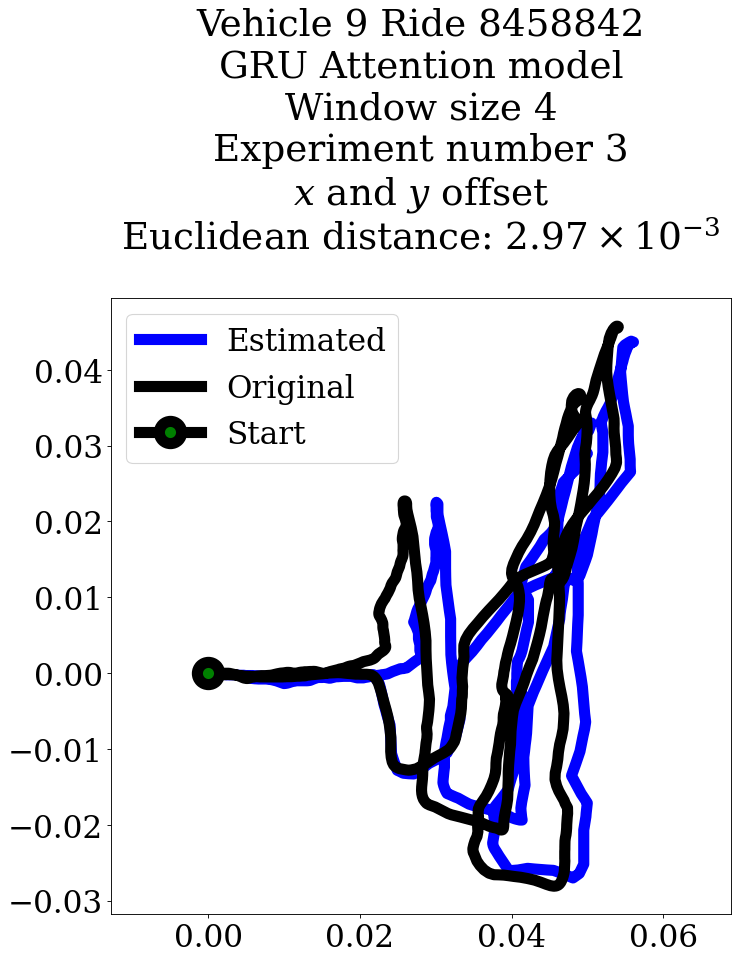 Vehicle 9 Ride 8458842
GRU Attention model
Window size 4
Experiment number 3
x and y offset
Euclidean distance: 2.97 × 10⁻³
Estimated
Original
Start
0.04
0.03
0.02
0.01
0.00
−0.01
−0.02
−0.03
0.00 0.02 0.04 0.06